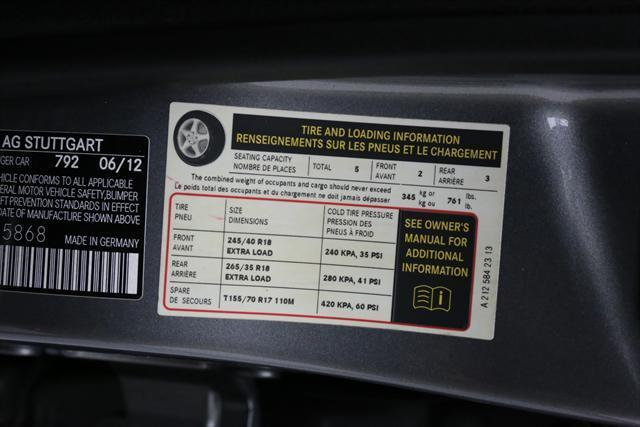 AG STUTTGART
GER CAR 792 06/12
VEHICLE CONFORMS TO ALL APPLICABLE
ERAL MOTOR VEHICLE SAFETY, BUMPER
FT PREVENTION STANDARDS IN EFFECT
DATE OF MANUFACTURE SHOWN ABOVE
5868 MADE IN GERMANY
TIRE AND LOADING INFORMATION
RENSEIGNEMENTS SUR LES PNEUS ET LE CHARGEMENT
SEATING CAPACITY
NOMBRE DE PLACES
TOTAL 5
FRONT
AVANT
2
REAR
ARRIÈRE
3
The combined weight of occupants and cargo should never exceed
Le poids total des occupants et du chargement ne doit jamais dépasser
345 kg or
kg ou
761 lbs.
lb.
TIRE
PNEU
SIZE
DIMENSIONS
COLD TIRE PRESSURE
PRESSION DES
PNEUS À FROID
FRONT
AVANT
245/40 R18
EXTRA LOAD
240 KPA, 35 PSI
REAR
ARRIÈRE
265/35 R18
EXTRA LOAD
280 KPA, 41 PSI
SPARE
DE SECOURS
T155/70 R17 110M
420 KPA, 60 PSI
SEE OWNER'S
MANUAL FOR
ADDITIONAL
INFORMATION
A 212 584 23 13